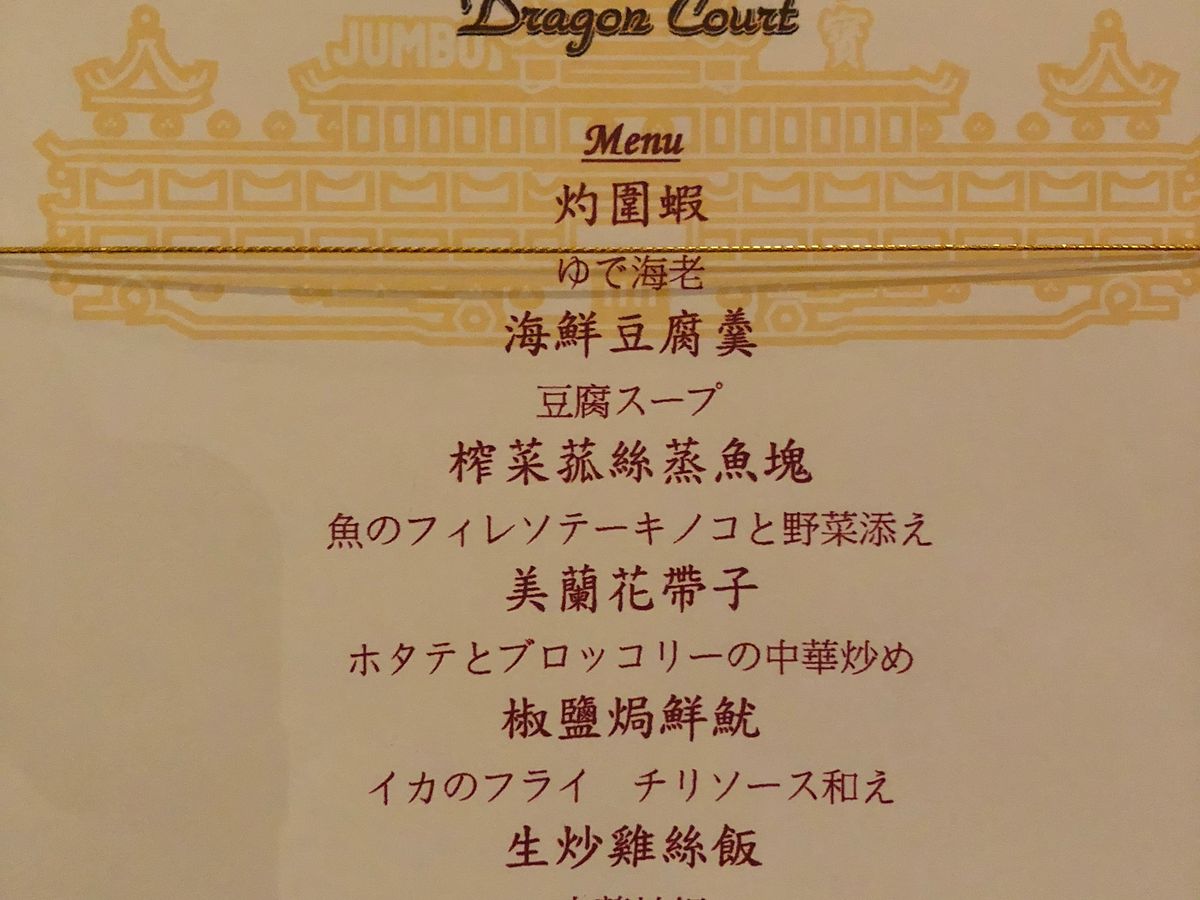 Dragon Court
JUMBO
寳
Menu
灼圍蝦
ゆで海老
海鮮豆腐羹
豆腐スープ
榨菜菰絲蒸魚塊
魚のフィレソテーキノコと野菜添え
美蘭花帶子
ホタテとブロッコリーの中華炒め
椒鹽焗鮮魷
イカのフライ　チリソース和え
生炒雞絲飯